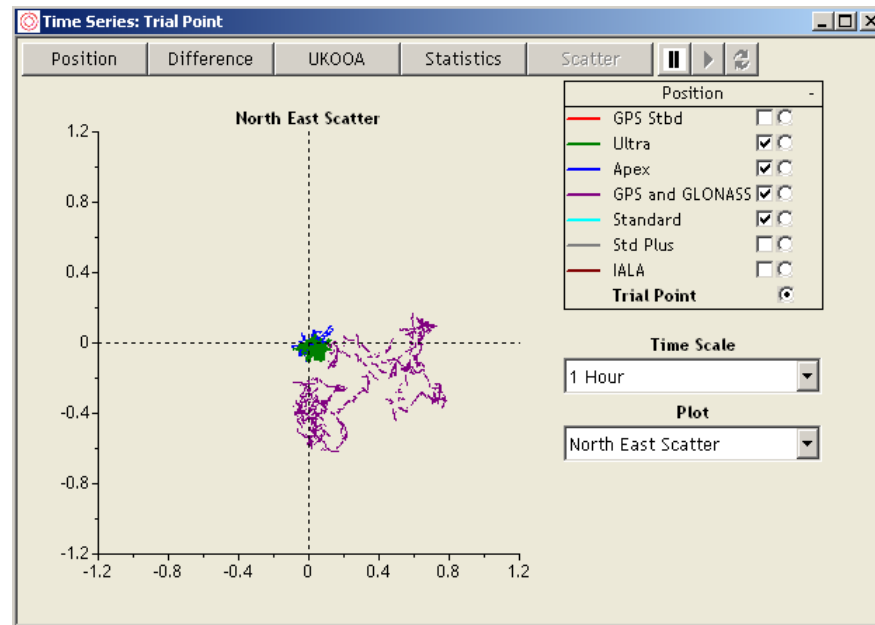 Time Series: Trial Point
Position Difference UKOOA Statistics Scatter
Position -
GPS Stbd
Ultra
Apex
GPS and GLONASS
Standard
Std Plus
IALA
Trial Point
North East Scatter
1.2
0.8
0.4
0
-0.4
-0.8
-1.2
-1.2 -0.8 -0.4 0 0.4 0.8 1.2
Time Scale
1 Hour
Plot
North East Scatter